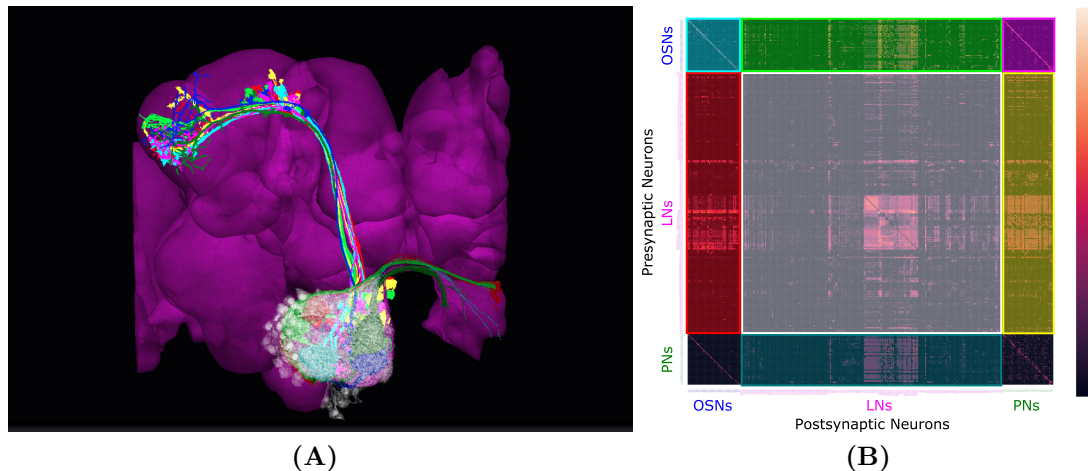 OSNs
LNs
PNs
Presynaptic Neurons
OSNs LNs PNs
Postsynaptic Neurons
(A) (B)